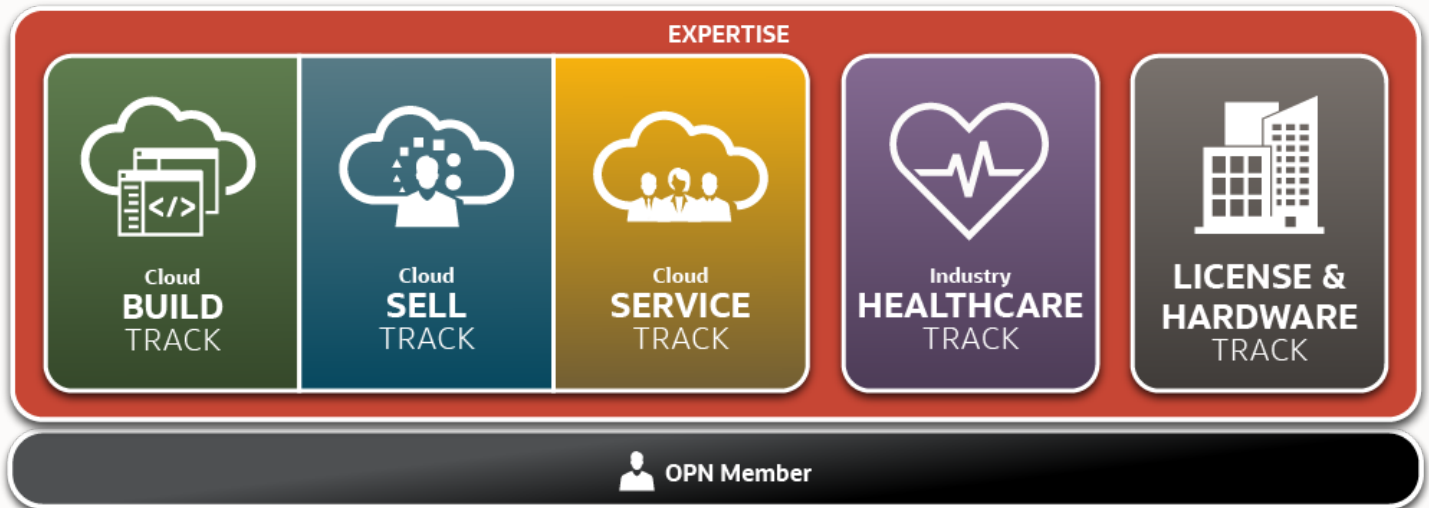 EXPERTISE
</>
Cloud
BUILD
TRACK
Cloud
SELL
TRACK
Cloud
SERVICE
TRACK
Industry
HEALTHCARE
TRACK
LICENSE &
HARDWARE
TRACK
OPN Member